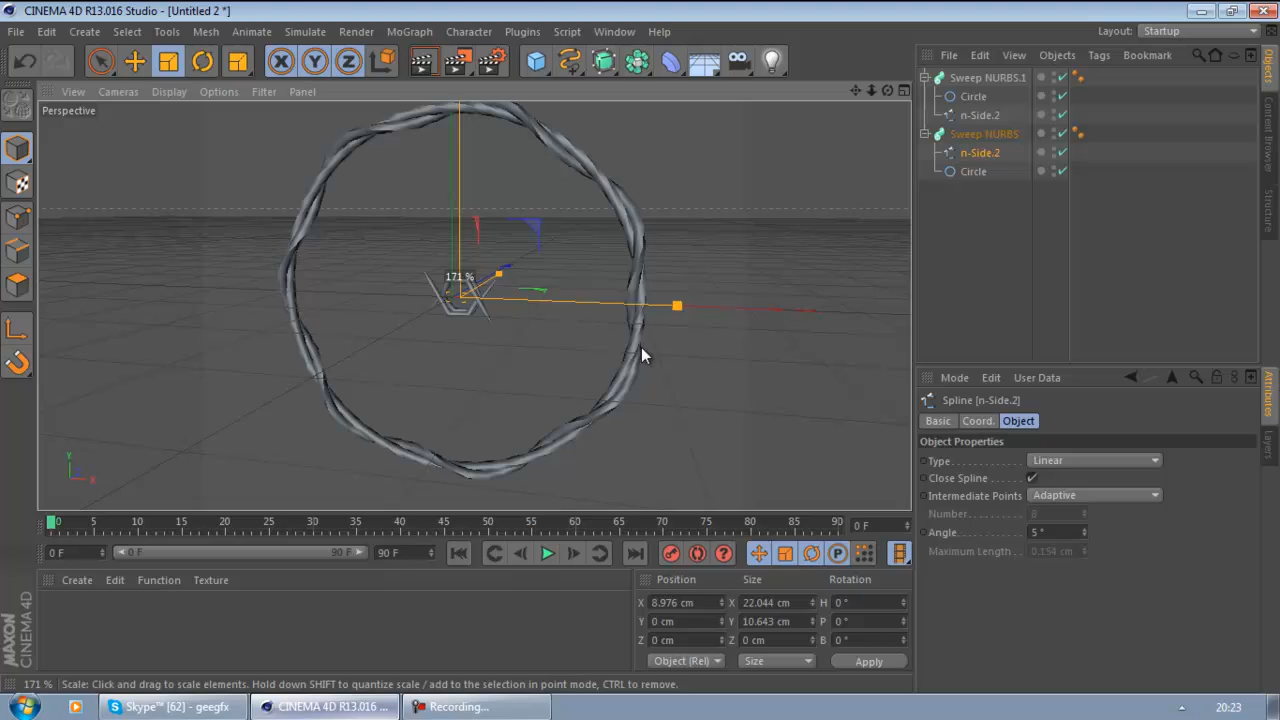 CINEMA 4D R13.016 Studio - [Untitled 2 *]
File Edit Create Select Tools Mesh Animate Simulate Render MoGraph Character Plugins Script Window Help Layout: Startup
X Y Z
View Cameras Display Options Filter Panel
Perspective
171 %
Y
X
File Edit View Objects Tags Bookmark
Sweep NURBS.1
Circle
n-Side.2
Sweep NURBS
n-Side.2
Circle
Objects
Content Browser
Structure
Mode Edit User Data
Spline [n-Side.2]
Basic Coord. Object
Object Properties
Type Linear
Close Spline
Intermediate Points Adaptive
Number 8
Angle 5 °
Maximum Length 0.154 cm
Attributes
Layers
0 5 10 15 20 25 30 35 40 45 50 55 60 65 70 75 80 85 90 0 F
0 F 0 F 90 F 90 F
P
Create Edit Function Texture
Position Size Rotation
X 8.976 cm X 22.044 cm H 0 °
Y 0 cm Y 10.643 cm P 0 °
Z 0 cm Z 0 cm B 0 °
Object (Rel) Size Apply
MAXON
CINEMA 4D
171 % Scale: Click and drag to scale elements. Hold down SHIFT to quantize scale / add to the selection in point mode, CTRL to remove.
Skype™ [62] - geegfx CINEMA 4D R13.016 ... Recording... 20:23